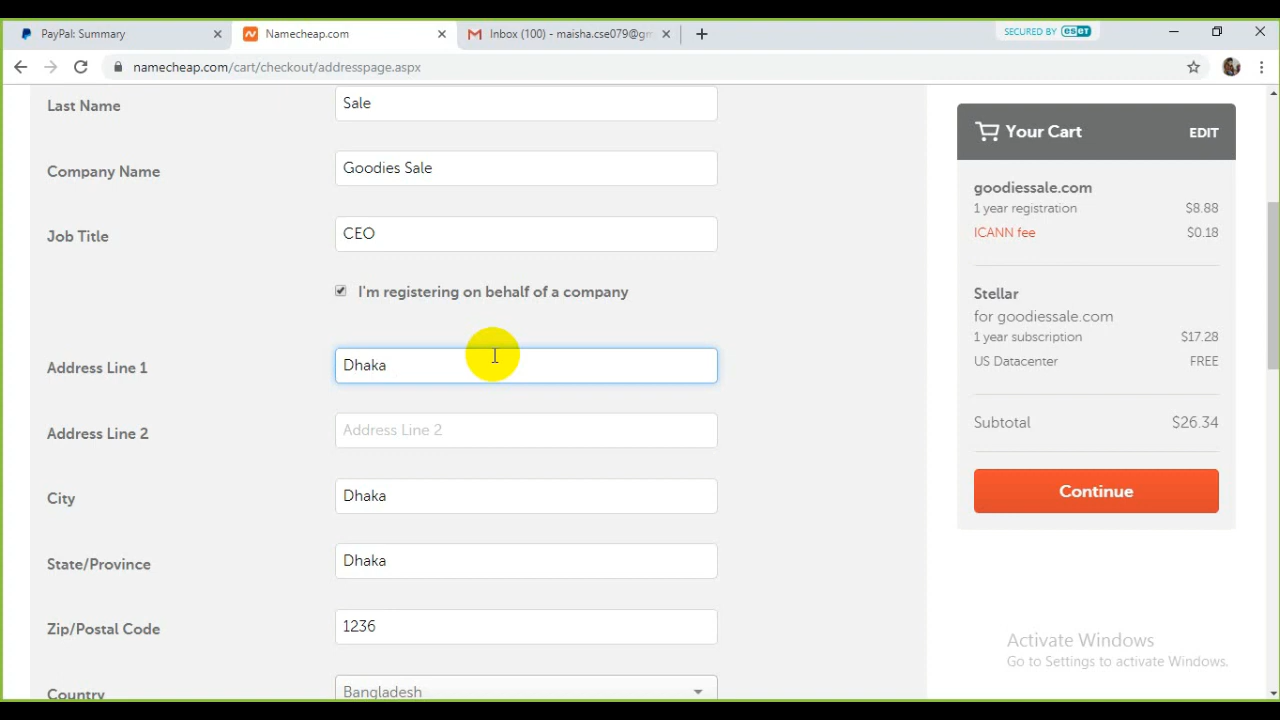 PayPal: Summary
Namecheap.com
Inbox (100) - maisha.cse079@gm
SECURED BY eset
namecheap.com/cart/checkout/addresspage.aspx
Last Name
Sale
Company Name
Goodies Sale
Job Title
CEO
I'm registering on behalf of a company
Address Line 1
Dhaka
Address Line 2
Address Line 2
City
Dhaka
State/Province
Dhaka
Zip/Postal Code
1236
Country
Bangladesh
Your Cart
EDIT
goodiessale.com
1 year registration $8.88
ICANN fee $0.18
Stellar
for goodiessale.com
1 year subscription $17.28
US Datacenter FREE
Subtotal $26.34
Continue
Activate Windows
Go to Settings to activate Windows.